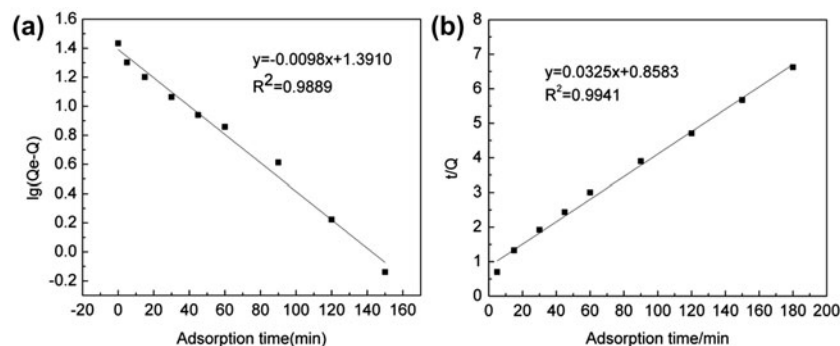 (a)
1.6
1.4
1.2
1.0
0.8
0.6
0.4
0.2
0.0
-0.2
lg(Qe-Q)
y=-0.0098x+1.3910
R²=0.9889
-20 0 20 40 60 80 100 120 140 160
Adsorption time(min)
(b)
8
7
6
5
4
3
2
1
0
t/Q
y=0.0325x+0.8583
R²=0.9941
0 20 40 60 80 100 120 140 160 180 200
Adsorption time/min